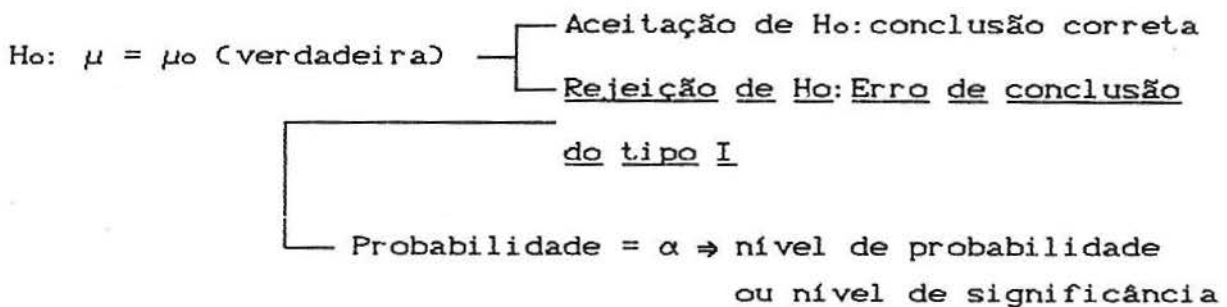 Aceitação de Ho: conclusão correta
Ho: μ = μo (verdadeira)
Rejeição de Ho: Erro de conclusão
do tipo I
Probabilidade = α ⇒ nível de probabilidade
ou nível de significância